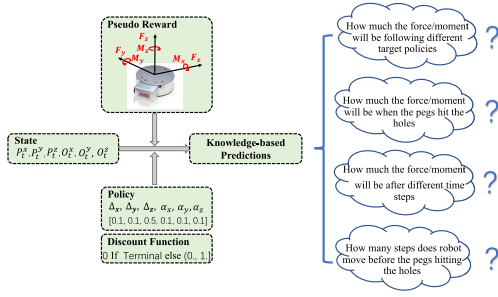 Pseudo Reward
F_z
F_y
M_z
M_y
M_x
F_x
State
P_t^x, P_t^y, P_t^z, O_t^x, O_t^y, O_t^z
Knowledge-based
Predictions
Policy
Δ_x, Δ_y, Δ_z, α_x, α_y, α_z
[0.1, 0.1, 0.5, 0.1, 0.1, 0.1]
Discount Function
0 If Terminal else (0., 1.]
How much the force/moment
will be following different
target policies
?
How much the force/moment
will be when the pegs hit the
holes
?
How much the force/moment
will be after different time
steps
?
How many steps does robot
move before the pegs hitting
the holes
?